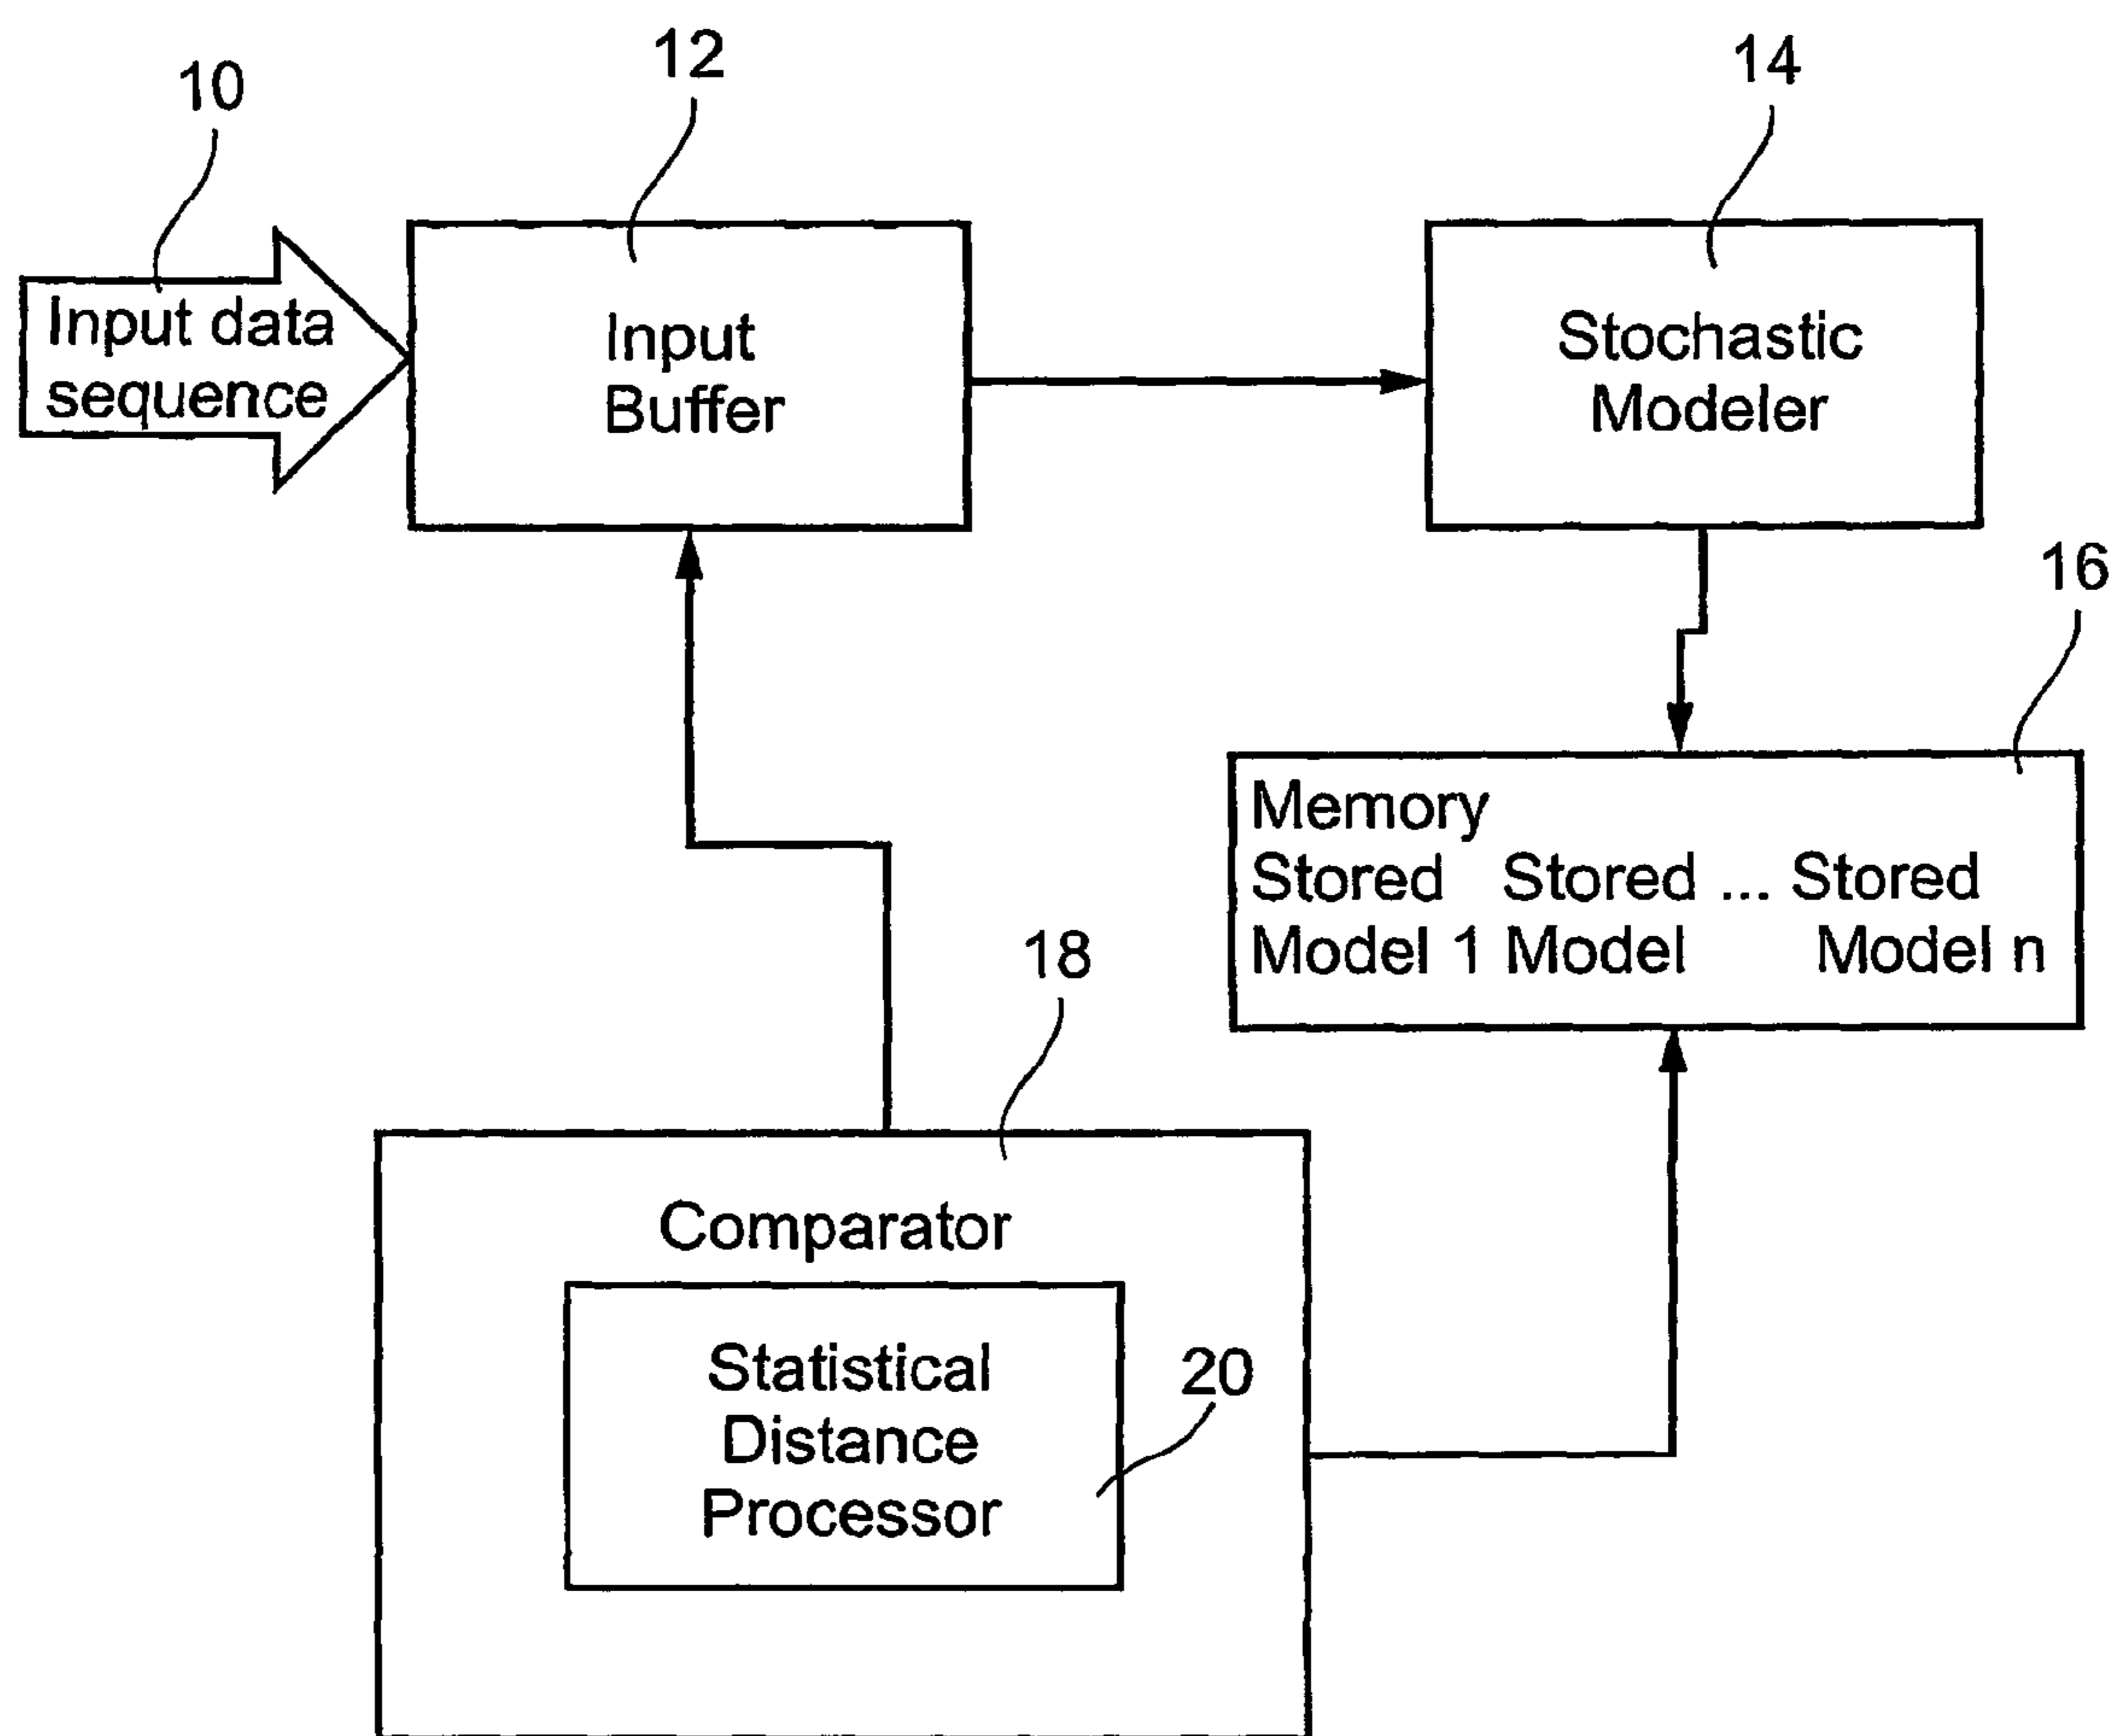 10
12
14
Input data
sequence
Input
Buffer
Stochastic
Modeler
16
Memory
Stored Stored ... Stored
Model 1 Model Model n
18
Comparator
Statistical
Distance
Processor
20